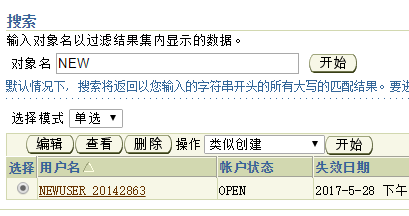 搜索
输入对象名以过滤结果集内显示的数据。
对象名 NEW 开始
默认情况下，搜索将返回以您输入的字符串开头的所有大写的匹配结果。要进
选择模式 单选
编辑 查看 删除 操作 类似创建 开始
选择 用户名 帐户状态 失效日期
NEWUSER_20142863 OPEN 2017-5-28 下午